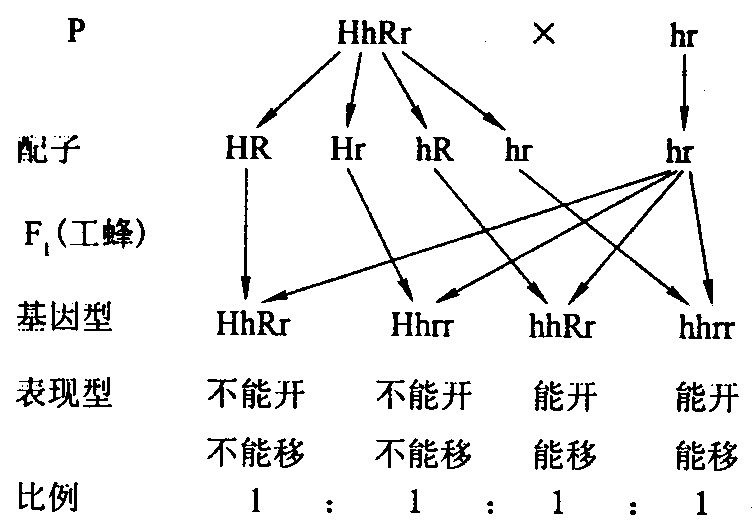 P HhRr × hr
配子 HR Hr hR hr hr
F₁(工蜂)
基因型 HhRr Hhrr hhRr hhrr
表现型 不能开 不能开 能开 能开
不能移 不能移 能移 能移
比例 1 : 1 : 1 : 1